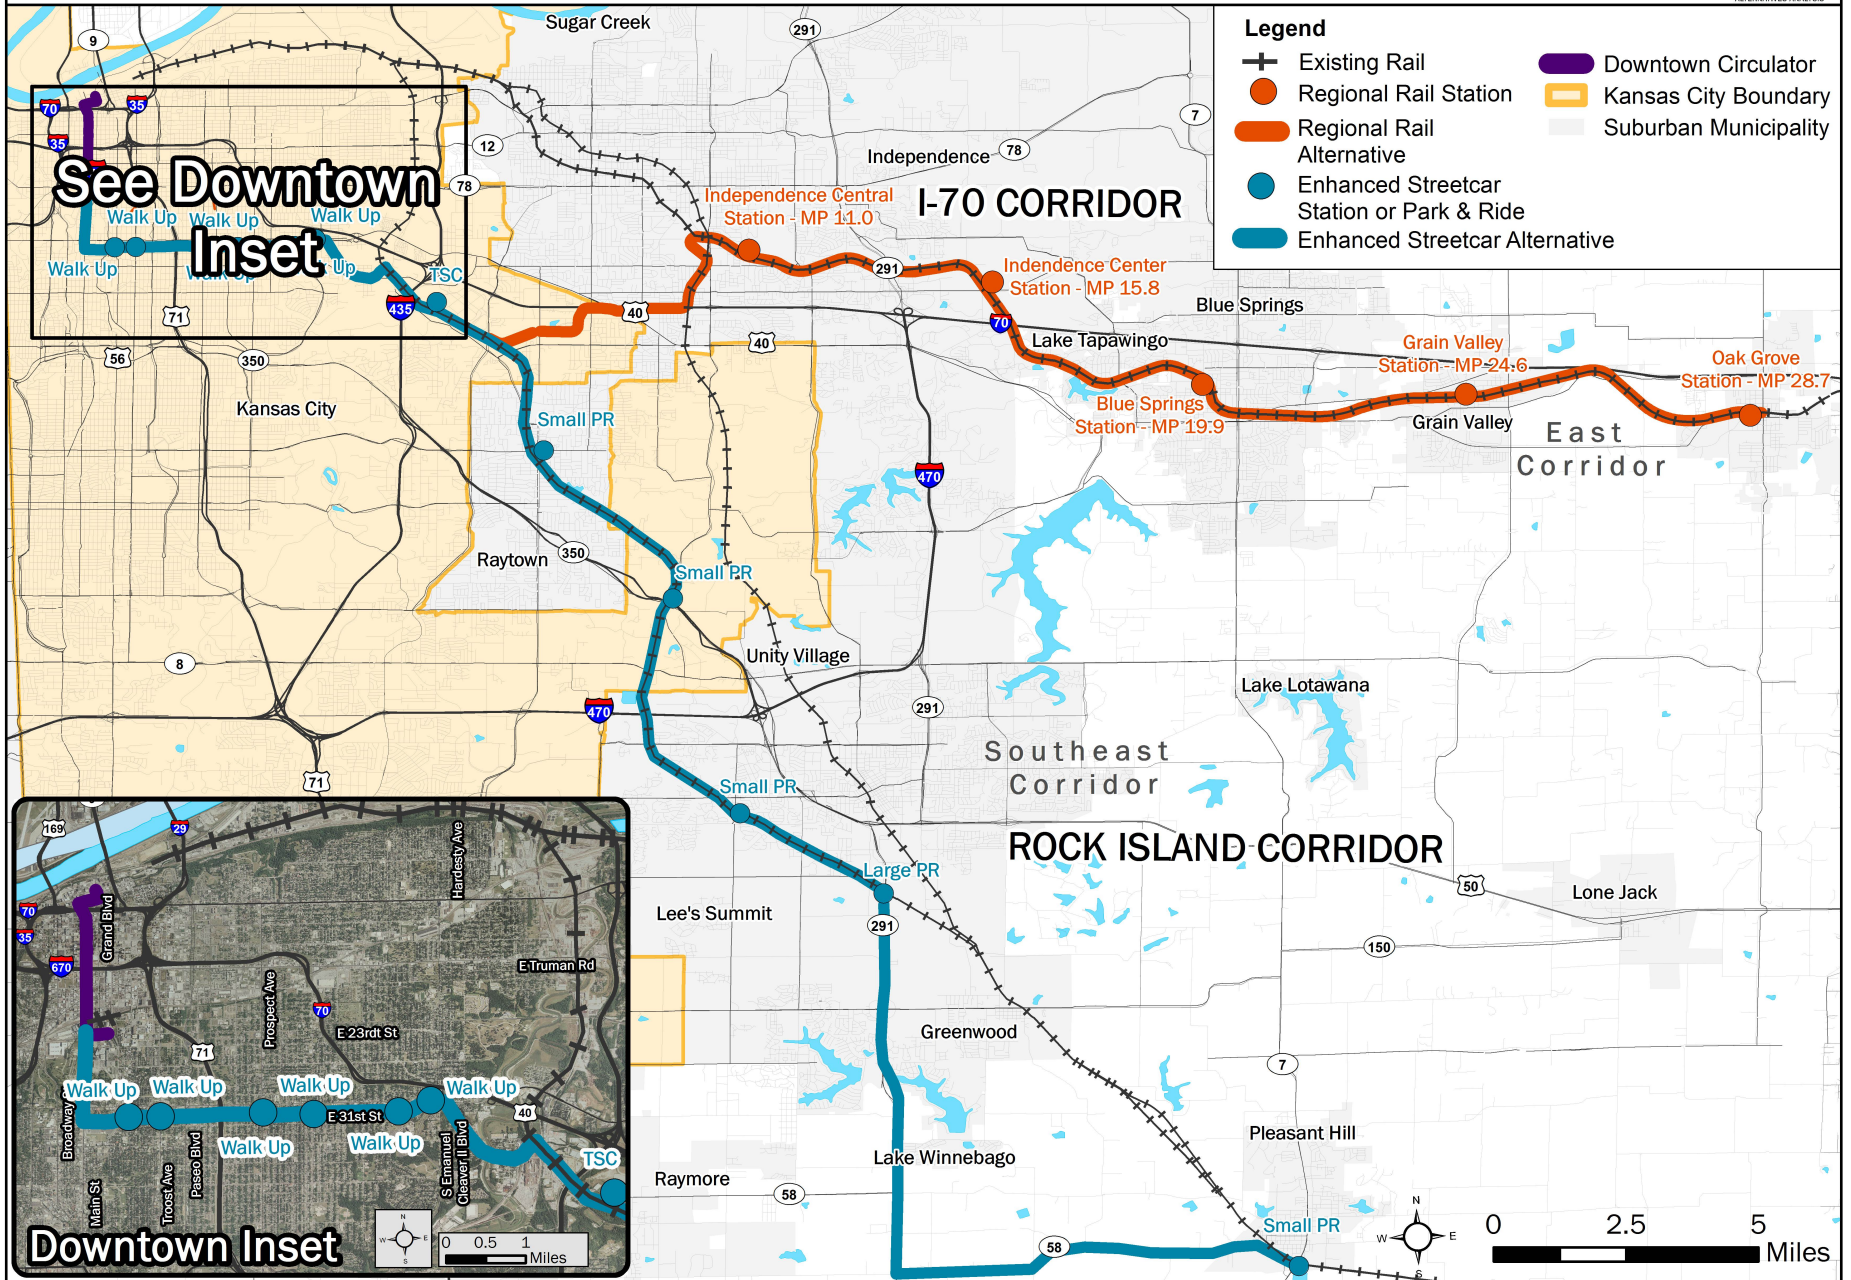 Sugar Creek
291
9
Legend
Existing Rail
Regional Rail Station
Regional Rail
Alternative
Enhanced Streetcar
Station or Park & Ride
Enhanced Streetcar Alternative
Downtown Circulator
Kansas City Boundary
Suburban Municipality
70
35
35
12
78
7
78
Independence
I-70 CORRIDOR
See Downtown
Inset
Walk Up
Walk Up
Walk Up
Walk Up
Up
TSC
435
71
56
350
Kansas City
Independence Central
Station - MP 11.0
291
Indendence Center
Station - MP 15.8
40
40
70
Blue Springs
Lake Tapawingo
Grain Valley
Station - MP 24.6
Oak Grove
Station - MP 28.7
Blue Springs
Station - MP 19.9
Grain Valley
East
Corridor
Small PR
470
Raytown
350
Small PR
Unity Village
8
470
291
71
Lake Lotawana
Southeast
Corridor
Small PR
ROCK ISLAND CORRIDOR
Large PR
50
Lone Jack
Lee's Summit
291
150
Greenwood
7
Pleasant Hill
Lake Winnebago
Raymore
58
58
Small PR
N
W
E
S
0 2.5 5
Miles
169
29
Hardesty Ave
70
35
Grand Blvd
670
E Truman Rd
Prospect Ave
70
E 23rdt St
71
Walk Up
Walk Up
Walk Up
Walk Up
40
Broadway
E 31st St
Walk Up
Walk Up
S Emanuel
Cleaver II Blvd
TSC
Main St
Troost Ave
Paseo Blvd
Downtown Inset
N
W
E
S
0 0.5 1
Miles